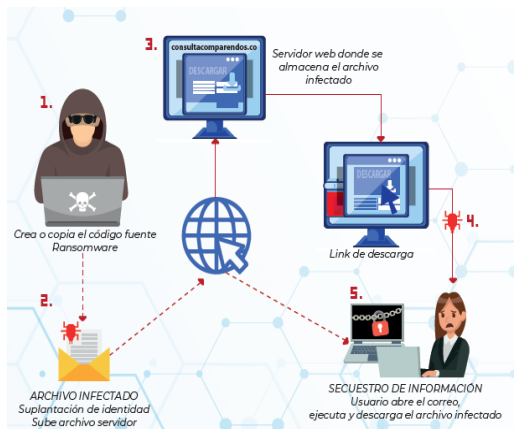 1.
Crea o copia el código fuente
Ransomware
2.
ARCHIVO INFECTADO
Suplantación de identidad
Sube archivo servidor
3.
consultacomparendos.co
DESCARGAR
Servidor web donde se
almacena el archivo
infectado
DESCARGAR
Link de descarga
4.
5.
SECUESTRO DE INFORMACIÓN
Usuario abre el correo,
ejecuta y descarga el archivo infectado